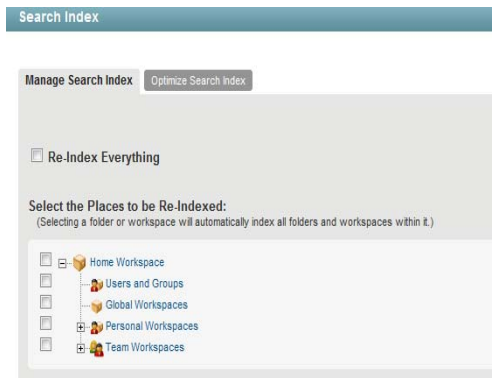 Search Index
Manage Search Index Optimize Search Index
Re-Index Everything
Select the Places to be Re-Indexed:
(Selecting a folder or workspace will automatically index all folders and workspaces within it.)
Home Workspace
Users and Groups
Global Workspaces
Personal Workspaces
Team Workspaces